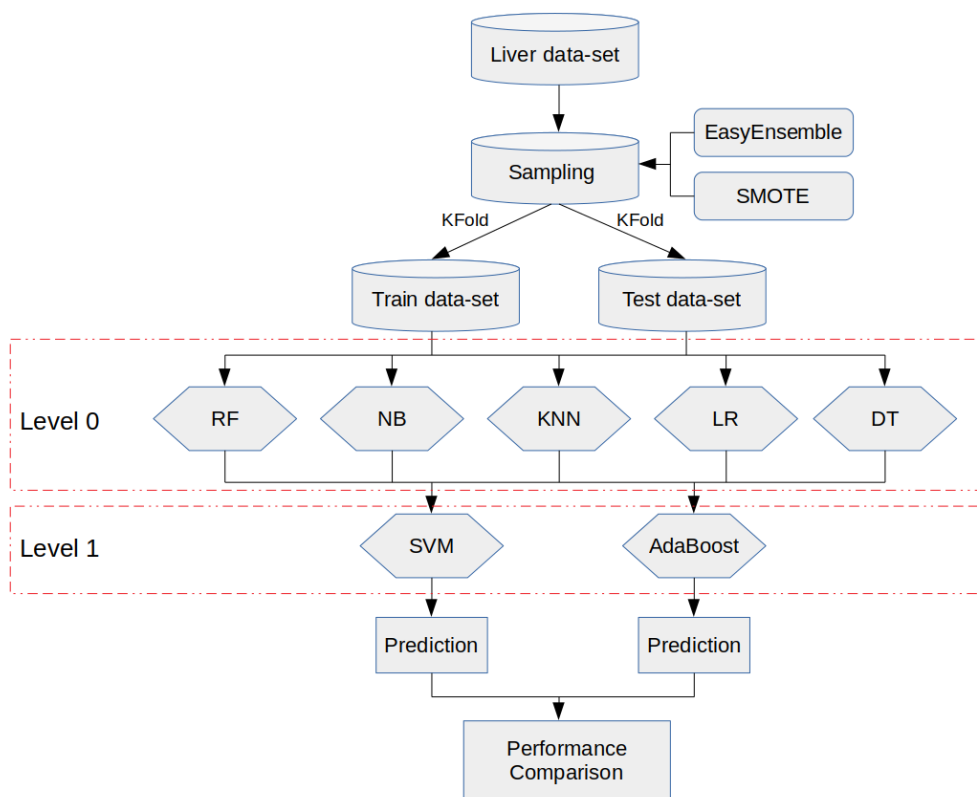 Liver data-set
EasyEnsemble
Sampling
SMOTE
KFold
KFold
Train data-set
Test data-set
Level 0
RF
NB
KNN
LR
DT
Level 1
SVM
AdaBoost
Prediction
Prediction
Performance
Comparison